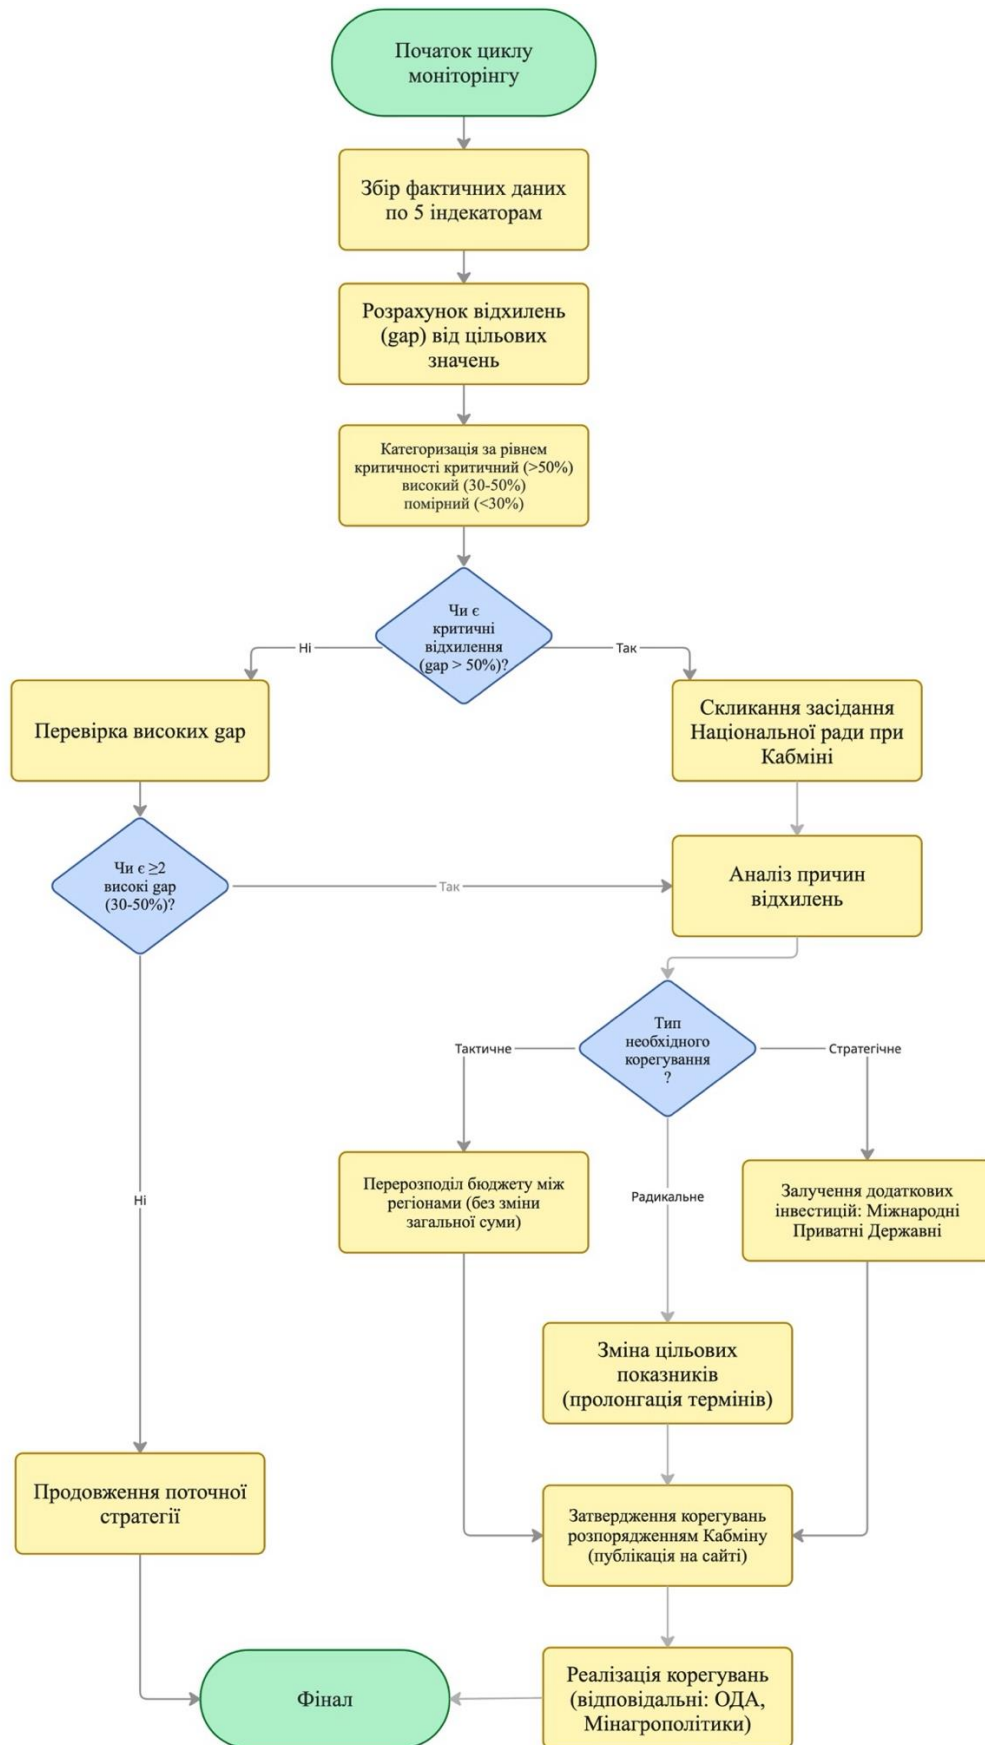 Початок циклу
моніторінгу
Збір фактичних даних
по 5 індекаторам
Розрахунок відхилень
(gap) від цільових
значень
Категоризація за рівнем
критичності критичний (>50%)
високий (30-50%)
помірний (<30%)
Чи є
критичні
відхилення
(gap > 50%)?
Ні
Так
Перевірка високих gap
Скликання засідання
Національної ради при
Кабміні
Чи є ≥2
високі gap
(30-50%)?
Так
Аналіз причин
відхилень
Тип
необхідного
корегування
?
Тактичне
Стратегічне
Перерозподіл бюджету між
регіонами (без зміни
загальної суми)
Ні
Радикальне
Залучення додаткових
інвестицій: Міжнародні
Приватні Державні
Зміна цільових
показників
(пролонгація термінів)
Продовження поточної
стратегії
Затвердження корегувань
розпорядженням Кабміну
(публікація на сайті)
Фінал
Реалізація корегувань
(відповідальні: ОДА,
Мінагрополітики)